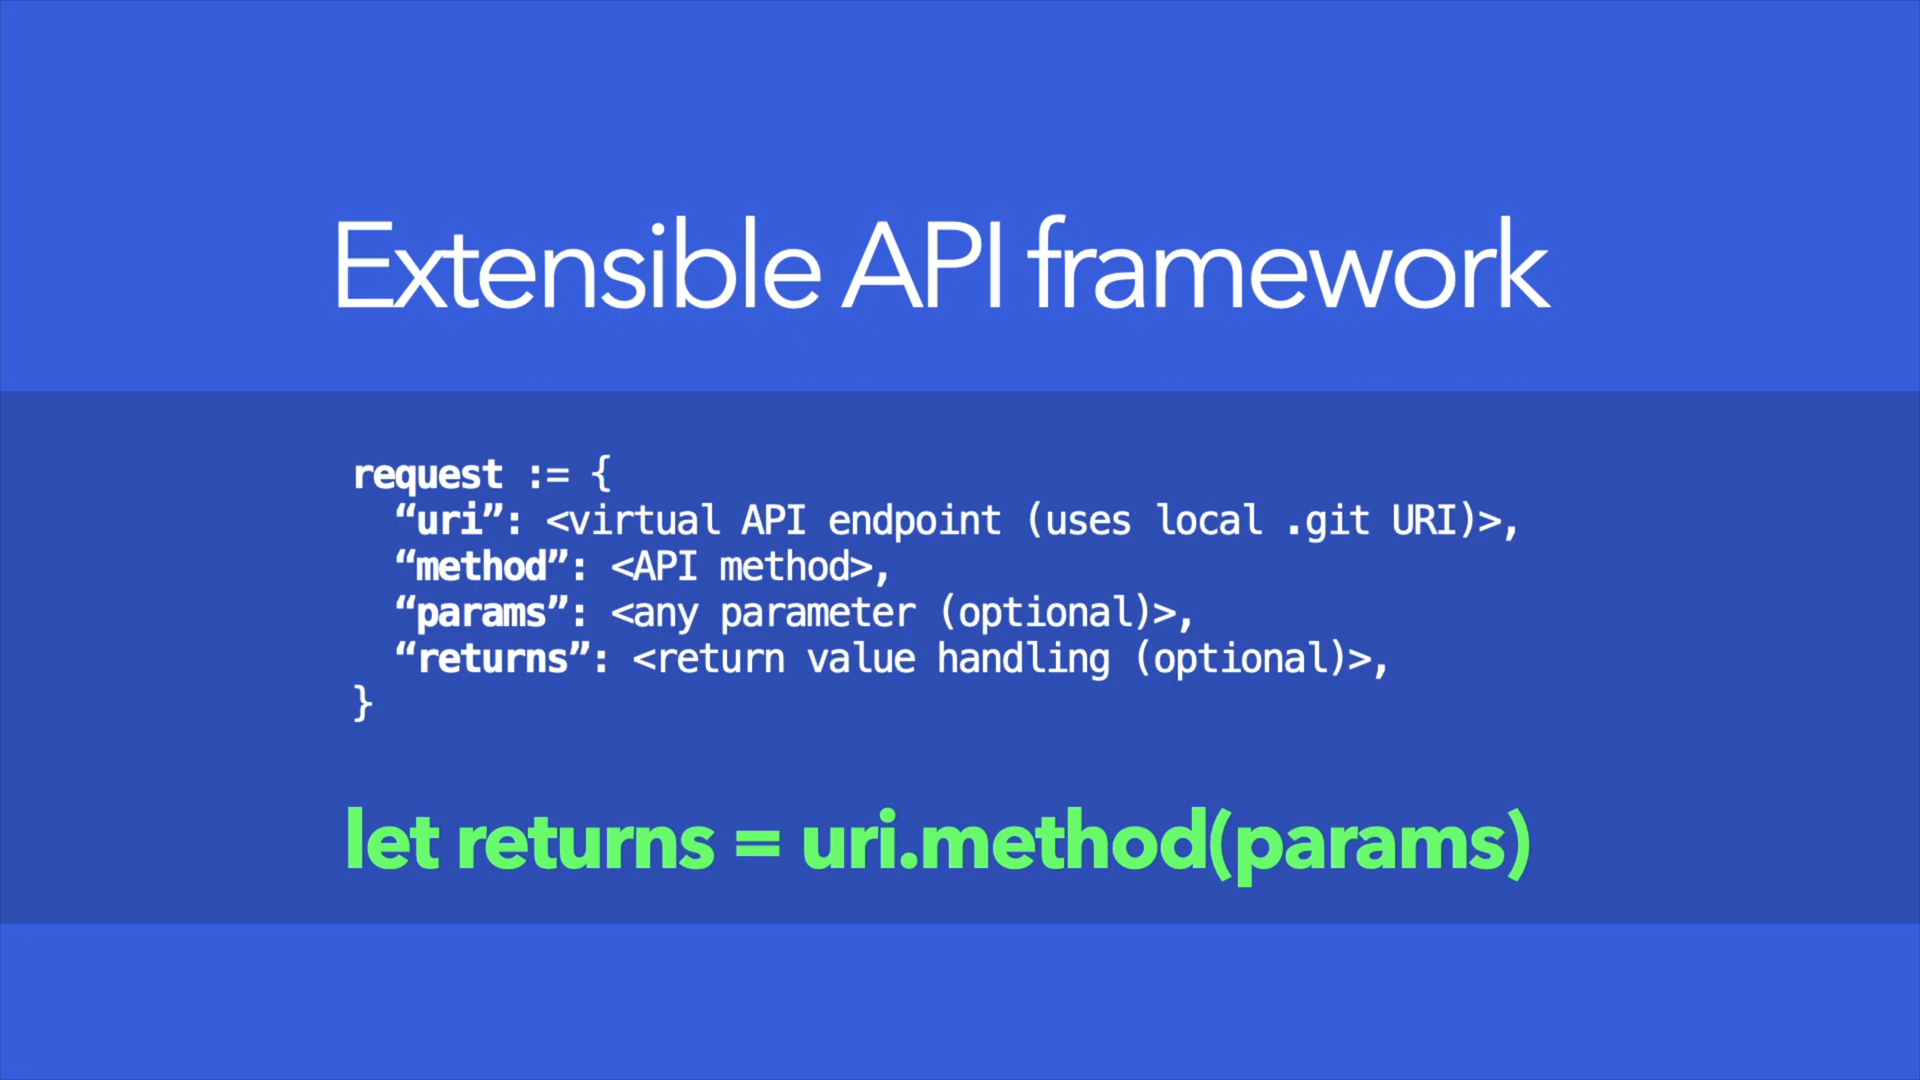 Extensible API framework
request := {
“uri”: <virtual API endpoint (uses local .git URI)>,
“method”: <API method>,
“params”: <any parameter (optional)>,
“returns”: <return value handling (optional)>,
}
let returns = uri.method(params)